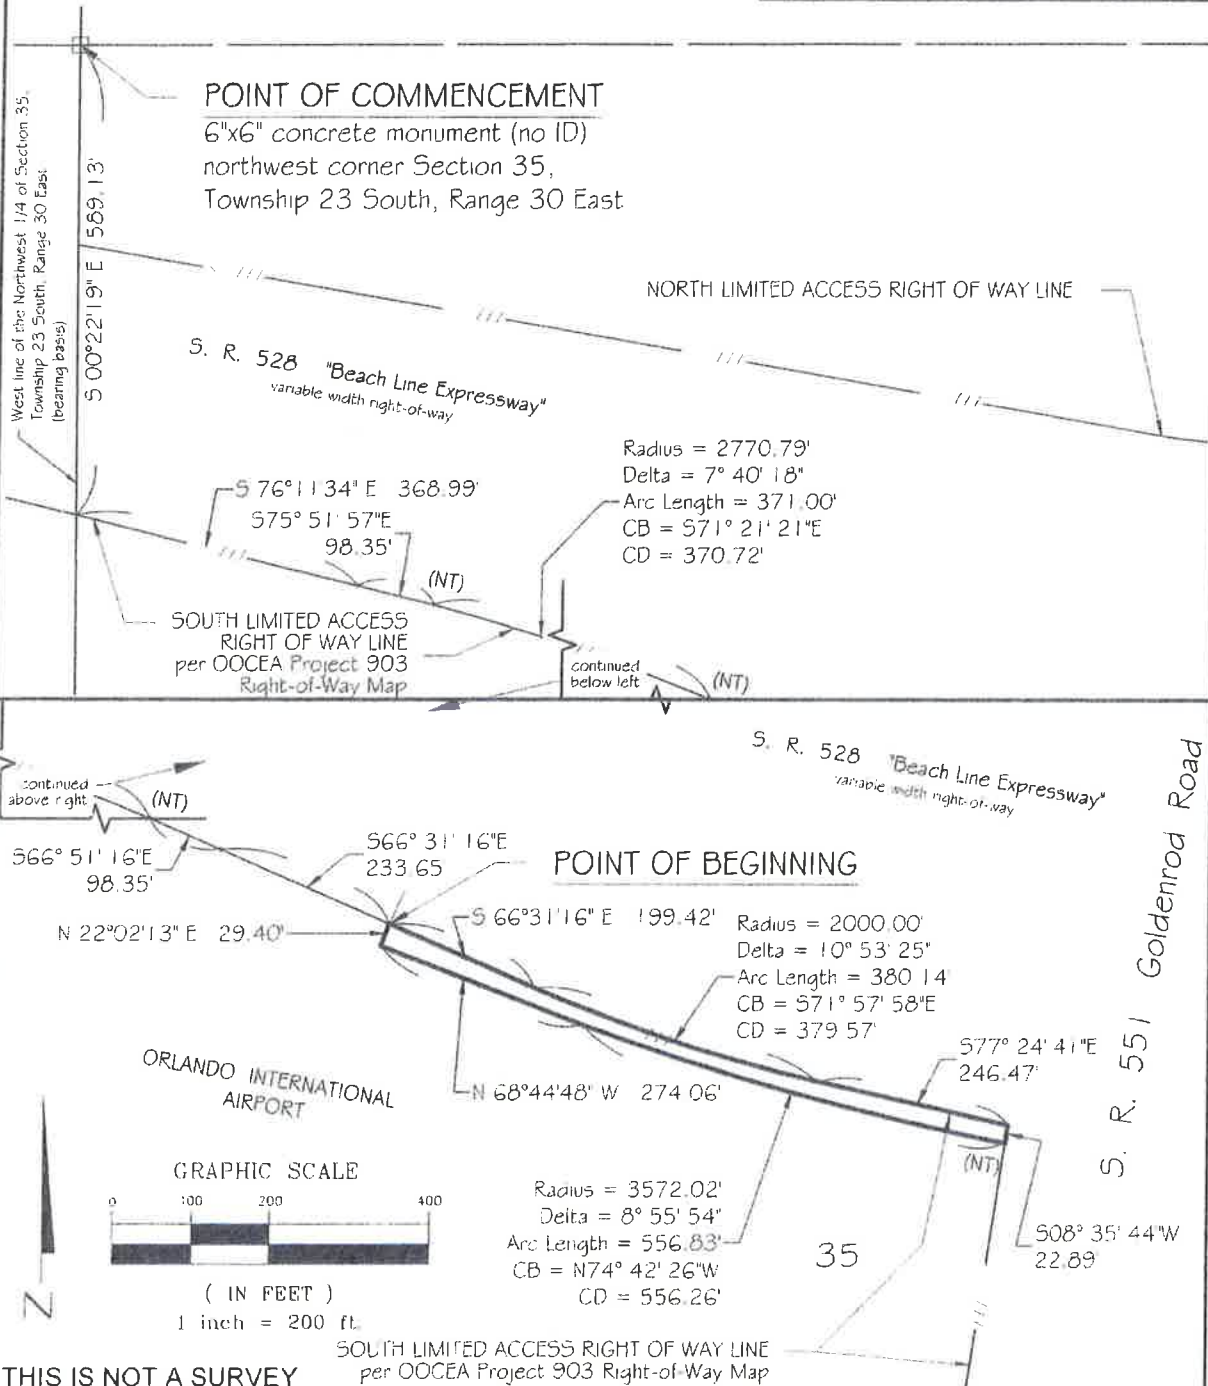 POINT OF COMMENCEMENT
6"x6" concrete monument (no ID)
northwest corner Section 35,
Township 23 South, Range 30 East
West line of the Northwest 1/4 of Section 35,
Township 23 South, Range 30 East
(bearing basis)
S 00°22'19" E 589.13'
NORTH LIMITED ACCESS RIGHT OF WAY LINE
S. R. 528 "Beach Line Expressway"
variable width right-of-way
Radius = 2770.79'
Delta = 7° 40' 18"
Arc Length = 371.00'
CB = S71° 21' 21"E
CD = 370.72'
S 76°11'34" E 368.99'
S75° 51' 57"E
98.35'
(NT)
SOUTH LIMITED ACCESS
RIGHT OF WAY LINE
per OOCEA Project 903
Right-of-Way Map
continued
below left
(NT)
S. R. 528 "Beach Line Expressway"
variable width right-of-way
S. R. 551 Goldenrod Road
continued
above right
(NT)
S66° 51' 16"E
98.35'
S66° 31' 16"E
233.65
POINT OF BEGINNING
N 22°02'13" E 29.40'
S 66°31'16" E 199.42'
Radius = 2000.00'
Delta = 10° 53' 25"
Arc Length = 380.14
CB = S71° 57' 58"E
CD = 379.57'
S77° 24' 41"E
246.47'
ORLANDO INTERNATIONAL
AIRPORT
N 68°44'48" W 274.06'
(NT)
GRAPHIC SCALE
0 100 200 400
( IN FEET )
1 inch = 200 ft.
N
Radius = 3572.02'
Delta = 8° 55' 54"
Arc Length = 556.83'
CB = N74° 42' 26"W
CD = 556.26'
35
S08° 35' 44"W
22.89'
SOUTH LIMITED ACCESS RIGHT OF WAY LINE
per OOCEA Project 903 Right-of-Way Map
THIS IS NOT A SURVEY